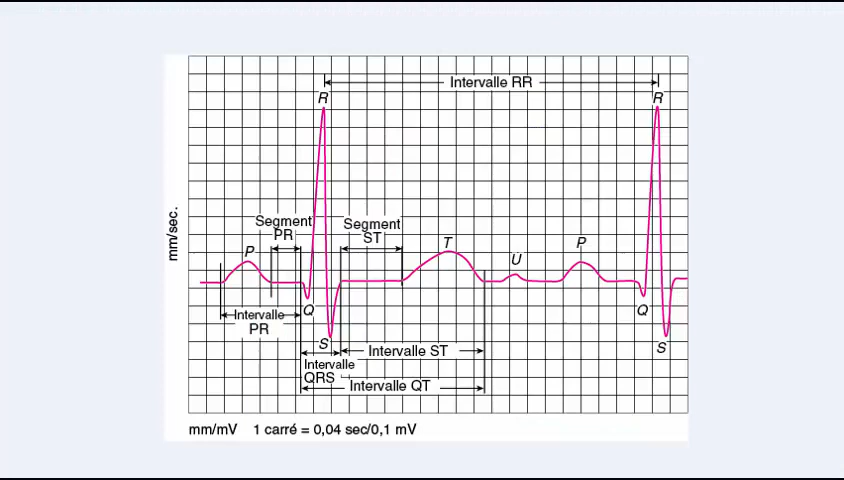 Intervalle RR
R
R
mm/sec.
Segment
PR
Segment
ST
P
T
U
P
Q
Q
Intervalle
PR
S
S
Intervalle ST
Intervalle
QRS
Intervalle QT
mm/mV 1 carré = 0,04 sec/0,1 mV